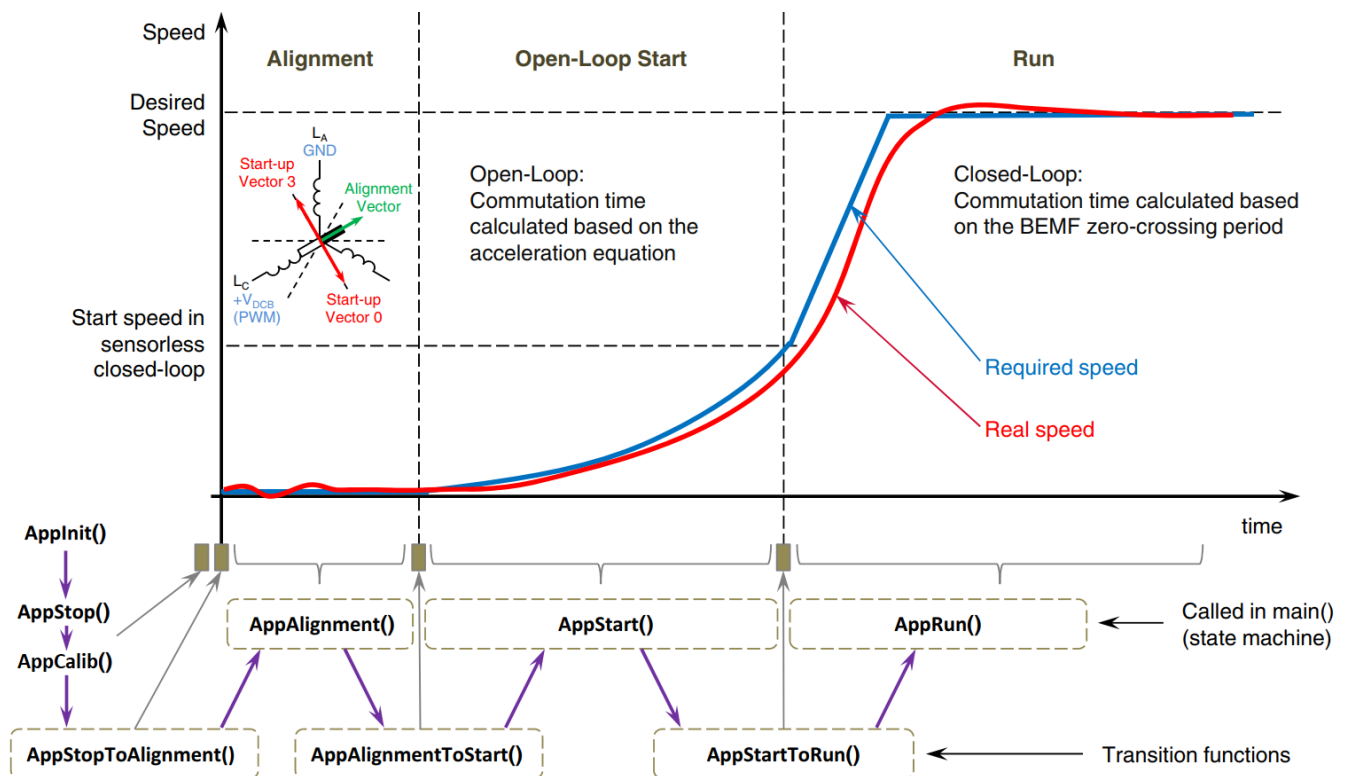 Speed
Alignment
Open-Loop Start
Run
Desired
Speed
LA
GND
Start-up
Vector 3
Alignment
Vector
LC
+VDCB
(PWM)
Start-up
Vector 0
Open-Loop:
Commutation time
calculated based on the
acceleration equation
Closed-Loop:
Commutation time calculated based
on the BEMF zero-crossing period
Start speed in
sensorless
closed-loop
Required speed
Real speed
time
AppInit()
AppStop()
AppCalib()
AppAlignment()
AppStart()
AppRun()
Called in main()
(state machine)
AppStopToAlignment()
AppAlignmentToStart()
AppStartToRun()
Transition functions